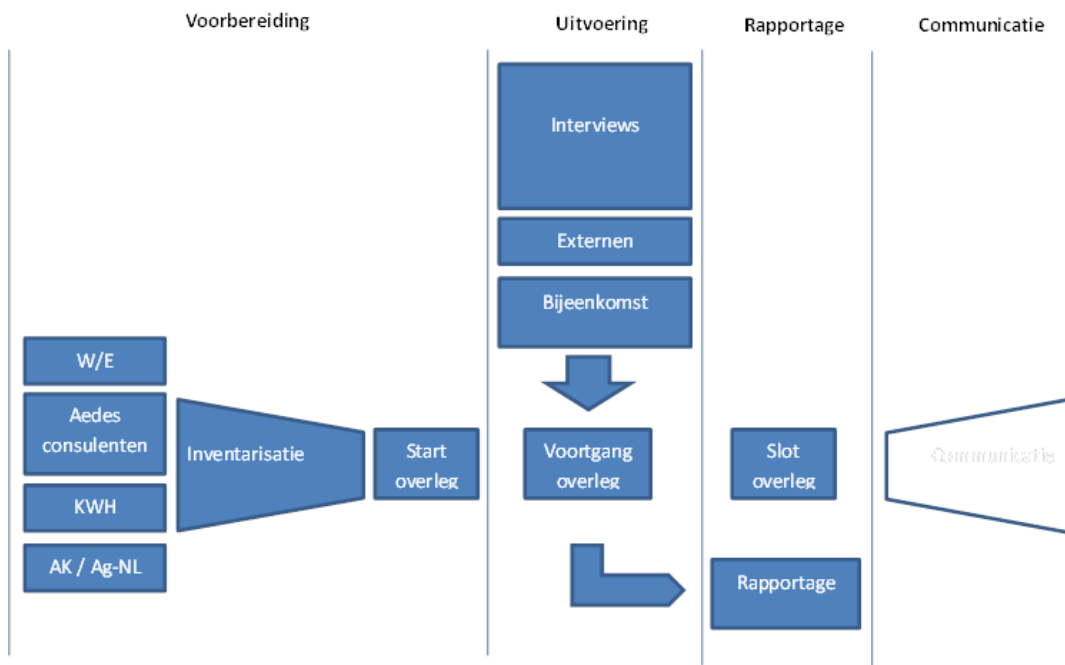 Voorbereiding
Uitvoering
Rapportage
Communicatie
Interviews
Externen
Bijeenkomst
W/E
Aedes
consulenten
KWH
AK / Ag-NL
Inventarisatie
Start
overleg
Voortgang
overleg
Slot
overleg
Communicatie
Rapportage